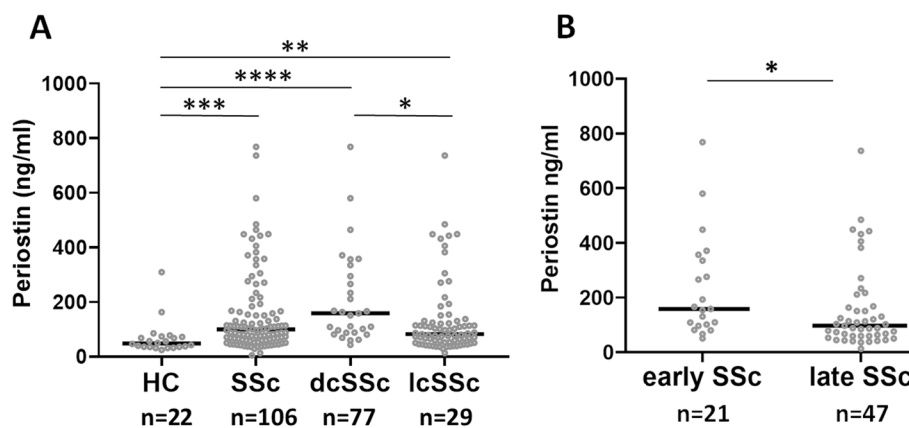 A
B
**
****
***
*
*
Periostin (ng/ml)
1000
800
600
400
200
0
HC
SSc
dcSSc
lcSSc
n=22
n=106
n=77
n=29
Periostin ng/ml
1000
800
600
400
200
0
early SSc
late SSc
n=21
n=47